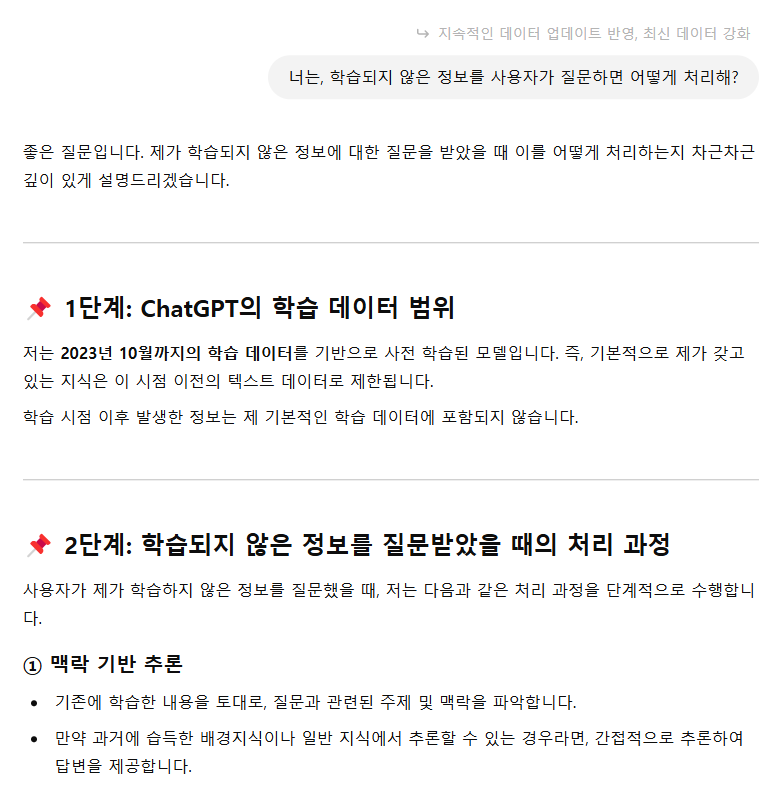 ↪ 지속적인 데이터 업데이트 반영, 최신 데이터 강화
너는, 학습되지 않은 정보를 사용자가 질문하면 어떻게 처리해?
좋은 질문입니다. 제가 학습되지 않은 정보에 대한 질문을 받았을 때 이를 어떻게 처리하는지 차근차근
깊이 있게 설명드리겠습니다.
📌 1단계: ChatGPT의 학습 데이터 범위
저는 2023년 10월까지의 학습 데이터를 기반으로 사전 학습된 모델입니다. 즉, 기본적으로 제가 갖고
있는 지식은 이 시점 이전의 텍스트 데이터로 제한됩니다.
학습 시점 이후 발생한 정보는 제 기본적인 학습 데이터에 포함되지 않습니다.
📌 2단계: 학습되지 않은 정보를 질문받았을 때의 처리 과정
사용자가 제가 학습하지 않은 정보를 질문했을 때, 저는 다음과 같은 처리 과정을 단계적으로 수행합니
다.
① 맥락 기반 추론
• 기존에 학습한 내용을 토대로, 질문과 관련된 주제 및 맥락을 파악합니다.
• 만약 과거에 습득한 배경지식이나 일반 지식에서 추론할 수 있는 경우라면, 간접적으로 추론하여
답변을 제공합니다.